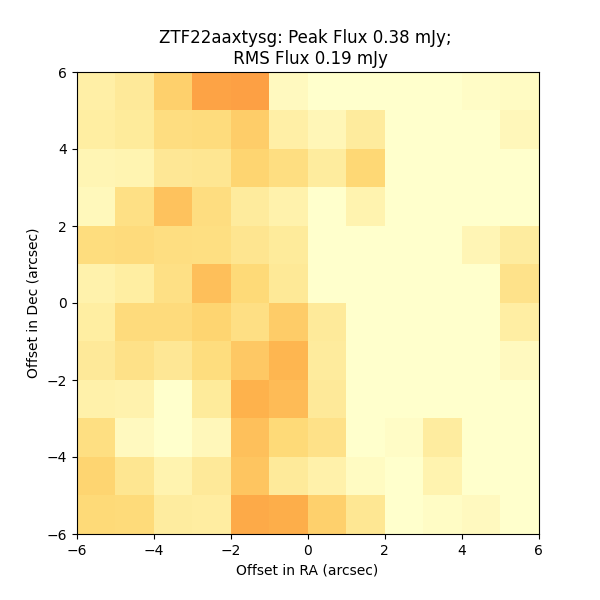 ZTF22aaxtysg: Peak Flux 0.38 mJy;
RMS Flux 0.19 mJy
6
4
2
0
−2
−4
−6
Offset in Dec (arcsec)
−6 −4 −2 0 2 4 6
Offset in RA (arcsec)